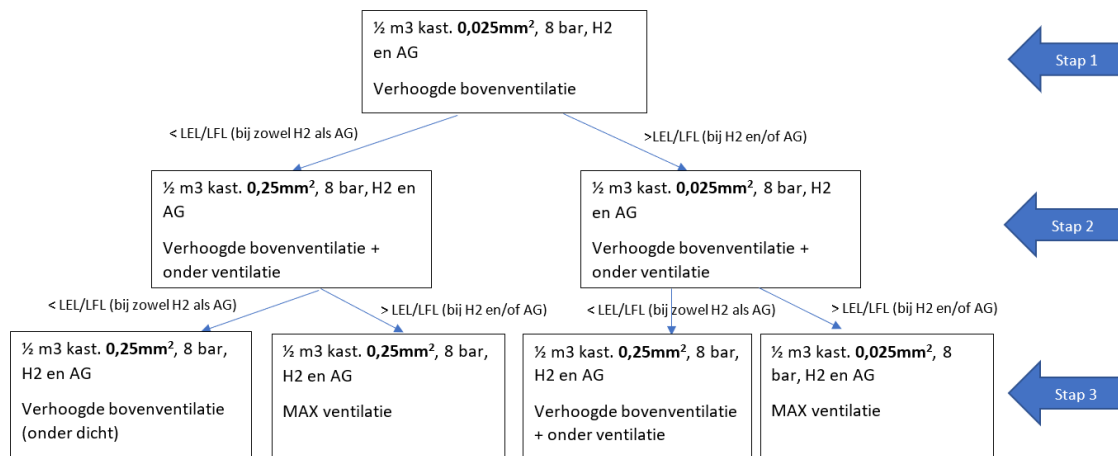 ½ m3 kast. 0,025mm², 8 bar, H2
en AG
Verhoogde bovenventilatie
Stap 1
< LEL/LFL (bij zowel H2 als AG)
>LEL/LFL (bij H2 en/of AG)
½ m3 kast. 0,25mm², 8 bar, H2 en
AG
Verhoogde bovenventilatie +
onder ventilatie
½ m3 kast. 0,025mm², 8 bar, H2
en AG
Verhoogde bovenventilatie +
onder ventilatie
Stap 2
< LEL/LFL (bij zowel H2 als AG)
> LEL/LFL (bij H2 en/of AG)
< LEL/LFL (bij zowel H2 als AG)
> LEL/LFL (bij H2 en/of AG)
½ m3 kast. 0,25mm², 8 bar,
H2 en AG
Verhoogde bovenventilatie
(onder dicht)
½ m3 kast. 0,25mm², 8 bar,
H2 en AG
MAX ventilatie
½ m3 kast. 0,25mm², 8 bar,
H2 en AG
Verhoogde bovenventilatie
+ onder ventilatie
½ m3 kast. 0,025mm², 8
bar, H2 en AG
MAX ventilatie
Stap 3